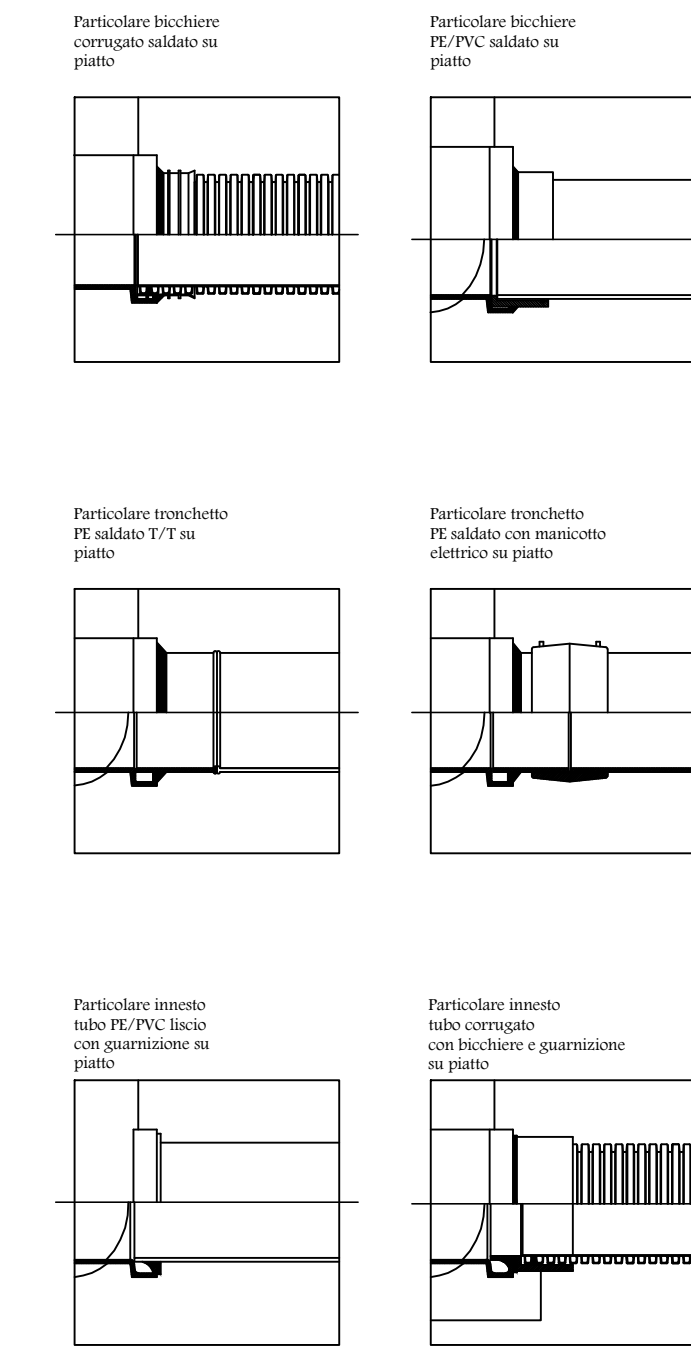 Particolare bicchiere
corrugato saldato su
piatto
Particolare bicchiere
PE/PVC saldato su
piatto
Particolare tronchetto
PE saldato T/T su
piatto
Particolare tronchetto
PE saldato con manicotto
elettrico su piatto
Particolare innesto
tubo PE/PVC liscio
con guarnizione su
piatto
Particolare innesto
tubo corrugato
con bicchiere e guarnizione
su piatto